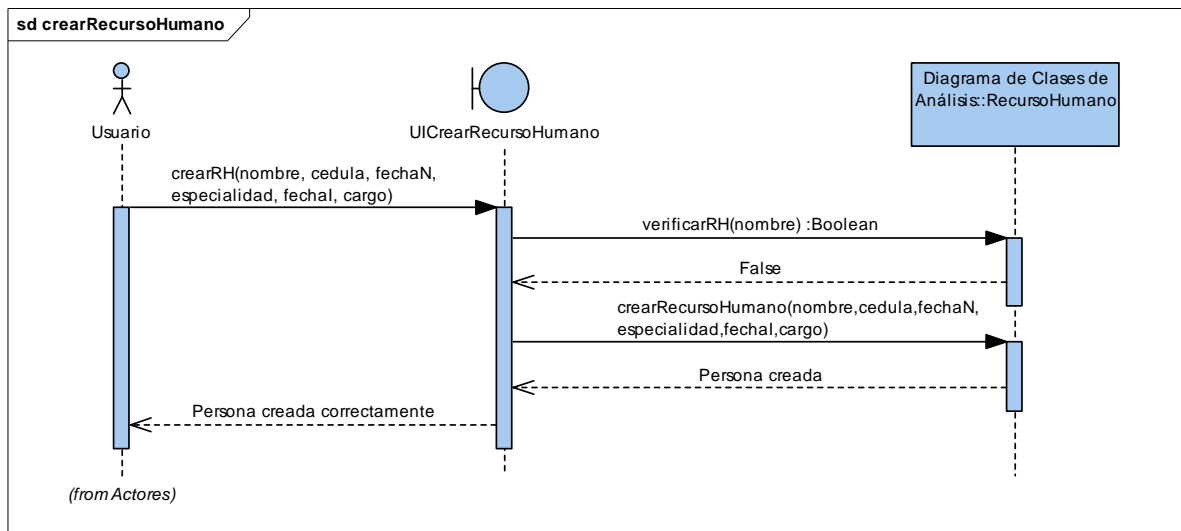 sd crearRecursoHumano
Usuario
UICrearRecursoHumano
Diagrama de Clases de
Análisis::RecursoHumano
crearRH(nombre, cedula, fechaN,
especialidad, fechaI, cargo)
verificarRH(nombre) :Boolean
False
crearRecursoHumano(nombre,cedula,fechaN,
especialidad,fechaI,cargo)
Persona creada
Persona creada correctamente
(from Actores)